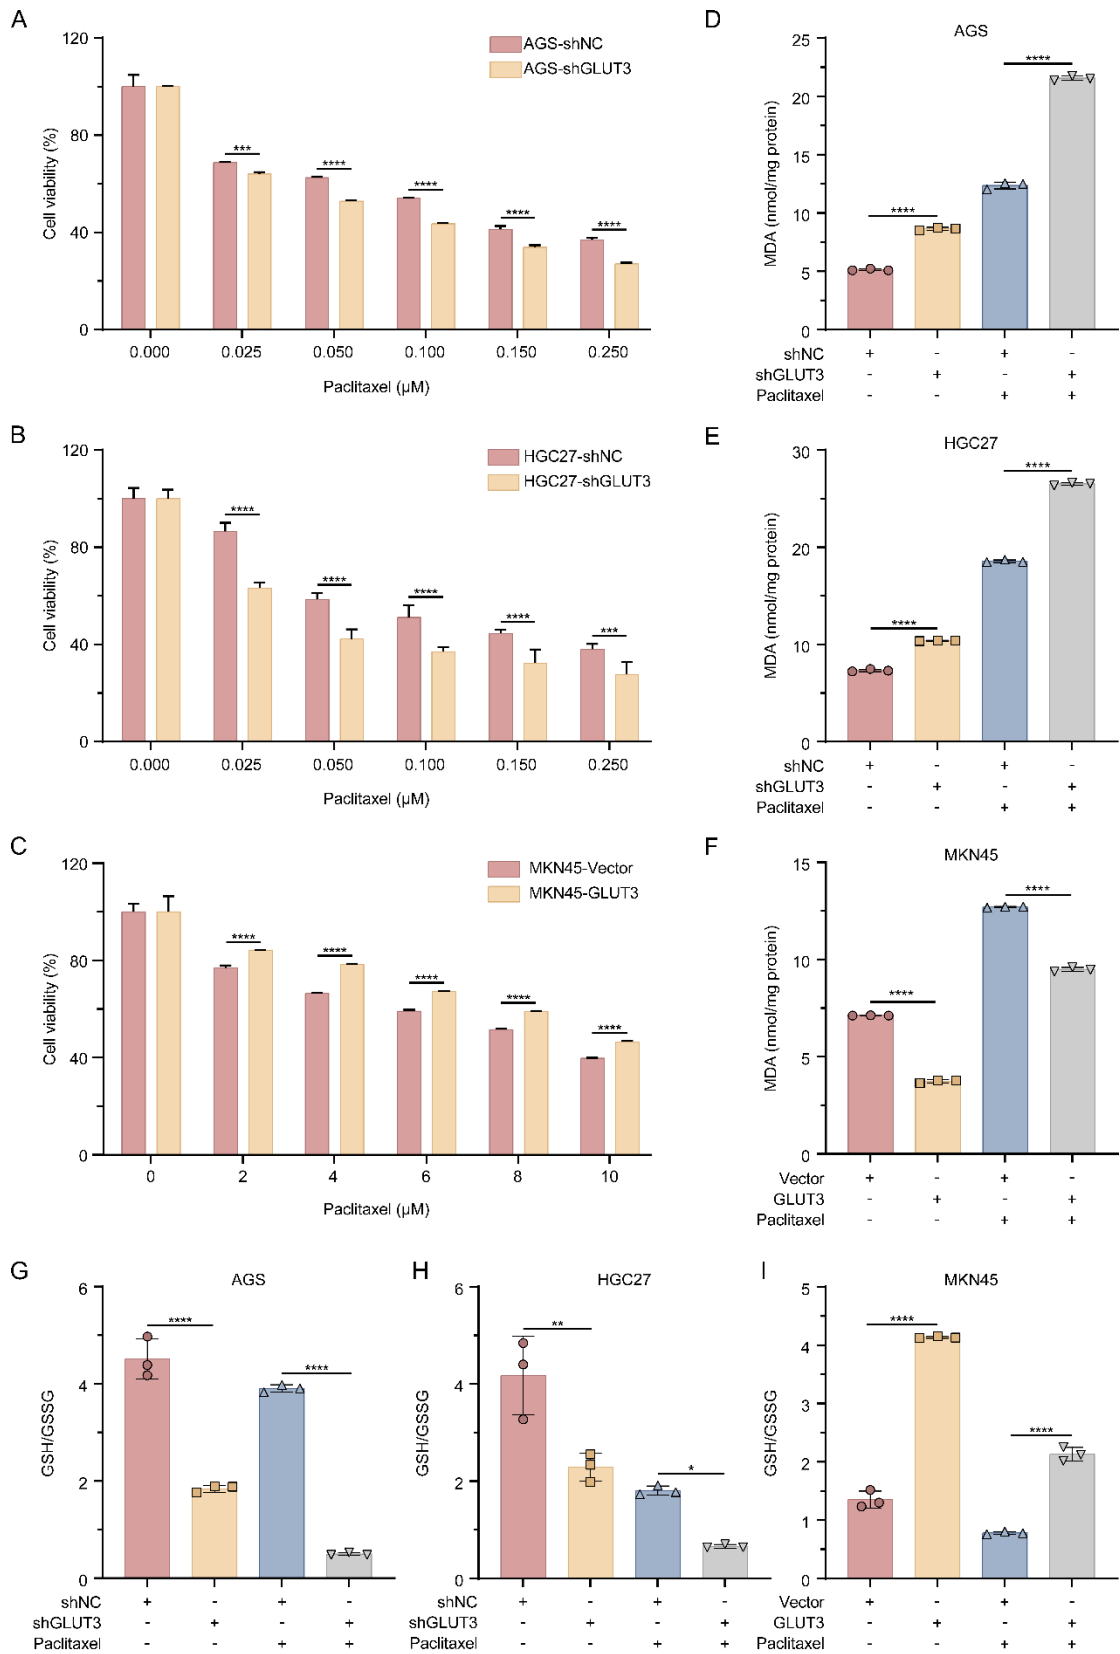 A
120
80
40
0
Cell viability (%)
AGS-shNC
AGS-shGLUT3
***
****
****
****
****
0.000 0.025 0.050 0.100 0.150 0.250
Paclitaxel (µM)
D
AGS
25
20
15
10
5
0
MDA (nmol/mg protein)
****
****
shNC + - + -
shGLUT3 - + - +
Paclitaxel - - + +
B
120
80
40
0
Cell viability (%)
HGC27-shNC
HGC27-shGLUT3
****
****
****
****
***
0.000 0.025 0.050 0.100 0.150 0.250
Paclitaxel (µM)
E
HGC27
30
20
10
0
MDA (nmol/mg protein)
****
****
shNC + - + -
shGLUT3 - + - +
Paclitaxel - - + +
C
120
80
40
0
Cell viability (%)
MKN45-Vector
MKN45-GLUT3
****
****
****
****
****
0 2 4 6 8 10
Paclitaxel (µM)
F
MKN45
15
10
5
0
MDA (nmol/mg protein)
****
****
Vector + - + -
GLUT3 - + - +
Paclitaxel - - + +
G
AGS
6
4
2
0
GSH/GSSG
****
****
shNC + - + -
shGLUT3 - + - +
Paclitaxel - - + +
H
HGC27
6
4
2
0
GSH/GSSG
**
*
shNC + - + -
shGLUT3 - + - +
Paclitaxel - - + +
I
MKN45
5
4
3
2
1
0
GSH/GSSG
****
****
Vector + - + -
GLUT3 - + - +
Paclitaxel - - + +